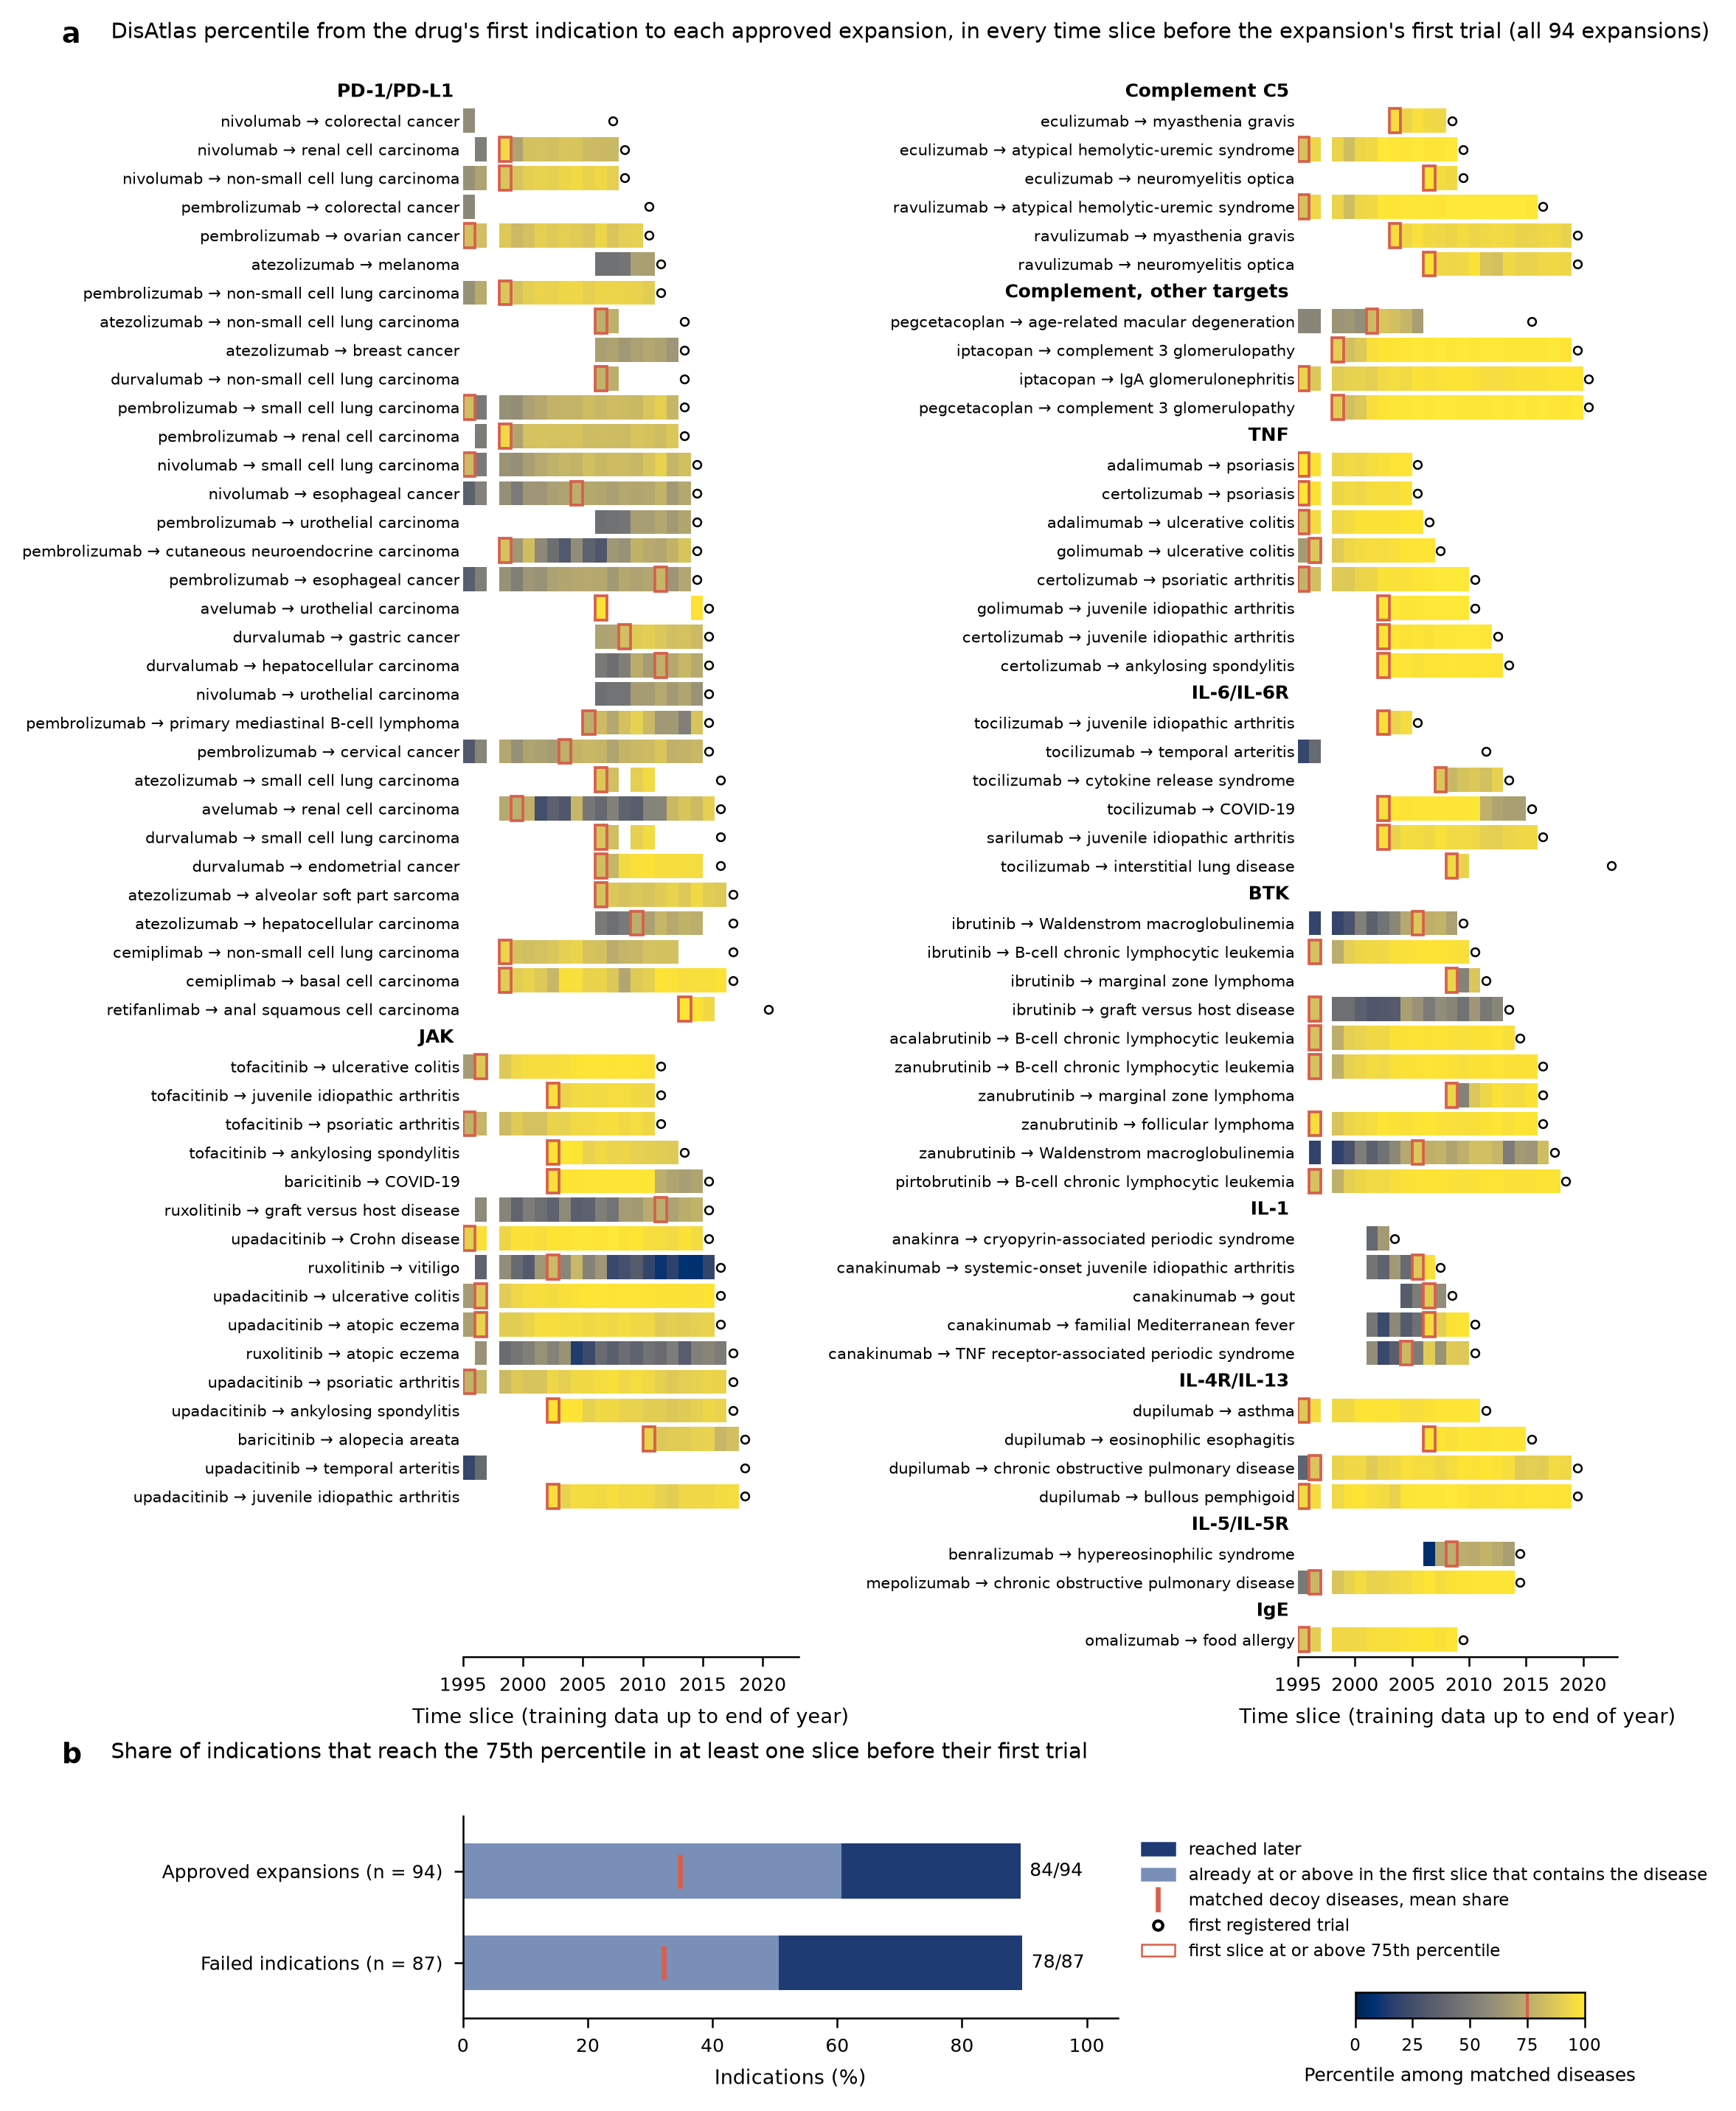 a DisAtlas percentile from the drug's first indication to each approved expansion, in every time slice before the expansion's first trial (all 94 expansions)
PD-1/PD-L1
nivolumab → colorectal cancer
nivolumab → renal cell carcinoma
nivolumab → non-small cell lung carcinoma
pembrolizumab → colorectal cancer
pembrolizumab → ovarian cancer
atezolizumab → melanoma
pembrolizumab → non-small cell lung carcinoma
atezolizumab → non-small cell lung carcinoma
atezolizumab → breast cancer
durvalumab → non-small cell lung carcinoma
pembrolizumab → small cell lung carcinoma
pembrolizumab → renal cell carcinoma
nivolumab → small cell lung carcinoma
nivolumab → esophageal cancer
pembrolizumab → urothelial carcinoma
pembrolizumab → cutaneous neuroendocrine carcinoma
pembrolizumab → esophageal cancer
avelumab → urothelial carcinoma
durvalumab → gastric cancer
durvalumab → hepatocellular carcinoma
nivolumab → urothelial carcinoma
pembrolizumab → primary mediastinal B-cell lymphoma
pembrolizumab → cervical cancer
atezolizumab → small cell lung carcinoma
avelumab → renal cell carcinoma
durvalumab → small cell lung carcinoma
durvalumab → endometrial cancer
atezolizumab → alveolar soft part sarcoma
atezolizumab → hepatocellular carcinoma
cemiplimab → non-small cell lung carcinoma
cemiplimab → basal cell carcinoma
retifanlimab → anal squamous cell carcinoma
JAK
tofacitinib → ulcerative colitis
tofacitinib → juvenile idiopathic arthritis
tofacitinib → psoriatic arthritis
tofacitinib → ankylosing spondylitis
baricitinib → COVID-19
ruxolitinib → graft versus host disease
upadacitinib → Crohn disease
ruxolitinib → vitiligo
upadacitinib → ulcerative colitis
upadacitinib → atopic eczema
ruxolitinib → atopic eczema
upadacitinib → psoriatic arthritis
upadacitinib → ankylosing spondylitis
baricitinib → alopecia areata
upadacitinib → temporal arteritis
upadacitinib → juvenile idiopathic arthritis
1995 2000 2005 2010 2015 2020
Time slice (training data up to end of year)
Complement C5
eculizumab → myasthenia gravis
eculizumab → atypical hemolytic-uremic syndrome
eculizumab → neuromyelitis optica
ravulizumab → atypical hemolytic-uremic syndrome
ravulizumab → myasthenia gravis
ravulizumab → neuromyelitis optica
Complement, other targets
pegcetacoplan → age-related macular degeneration
iptacopan → complement 3 glomerulopathy
iptacopan → IgA glomerulonephritis
pegcetacoplan → complement 3 glomerulopathy
TNF
adalimumab → psoriasis
certolizumab → psoriasis
adalimumab → ulcerative colitis
golimumab → ulcerative colitis
certolizumab → psoriatic arthritis
golimumab → juvenile idiopathic arthritis
certolizumab → juvenile idiopathic arthritis
certolizumab → ankylosing spondylitis
IL-6/IL-6R
tocilizumab → juvenile idiopathic arthritis
tocilizumab → temporal arteritis
tocilizumab → cytokine release syndrome
tocilizumab → COVID-19
sarilumab → juvenile idiopathic arthritis
tocilizumab → interstitial lung disease
BTK
ibrutinib → Waldenstrom macroglobulinemia
ibrutinib → B-cell chronic lymphocytic leukemia
ibrutinib → marginal zone lymphoma
ibrutinib → graft versus host disease
acalabrutinib → B-cell chronic lymphocytic leukemia
zanubrutinib → B-cell chronic lymphocytic leukemia
zanubrutinib → marginal zone lymphoma
zanubrutinib → follicular lymphoma
zanubrutinib → Waldenstrom macroglobulinemia
pirtobrutinib → B-cell chronic lymphocytic leukemia
IL-1
anakinra → cryopyrin-associated periodic syndrome
canakinumab → systemic-onset juvenile idiopathic arthritis
canakinumab → gout
canakinumab → familial Mediterranean fever
canakinumab → TNF receptor-associated periodic syndrome
IL-4R/IL-13
dupilumab → asthma
dupilumab → eosinophilic esophagitis
dupilumab → chronic obstructive pulmonary disease
dupilumab → bullous pemphigoid
IL-5/IL-5R
benralizumab → hypereosinophilic syndrome
mepolizumab → chronic obstructive pulmonary disease
IgE
omalizumab → food allergy
1995 2000 2005 2010 2015 2020
Time slice (training data up to end of year)
b Share of indications that reach the 75th percentile in at least one slice before their first trial
Approved expansions (n = 94)
84/94
Failed indications (n = 87)
78/87
0 20 40 60 80 100
Indications (%)
reached later
already at or above in the first slice that contains the disease
matched decoy diseases, mean share
first registered trial
first slice at or above 75th percentile
0 25 50 75 100
Percentile among matched diseases